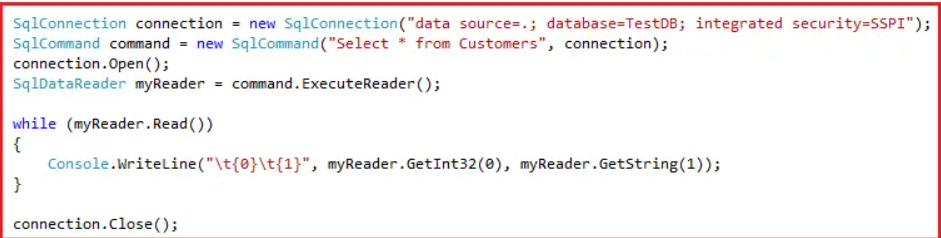 SqlConnection connection = new SqlConnection("data source=.; database=TestDB; integrated security=SSPI");
SqlCommand command = new SqlCommand("Select * from Customers", connection);
connection.Open();
SqlDataReader myReader = command.ExecuteReader();
while (myReader.Read())
{
    Console.WriteLine("\t{0}\t{1}", myReader.GetInt32(0), myReader.GetString(1));
}
connection.Close();